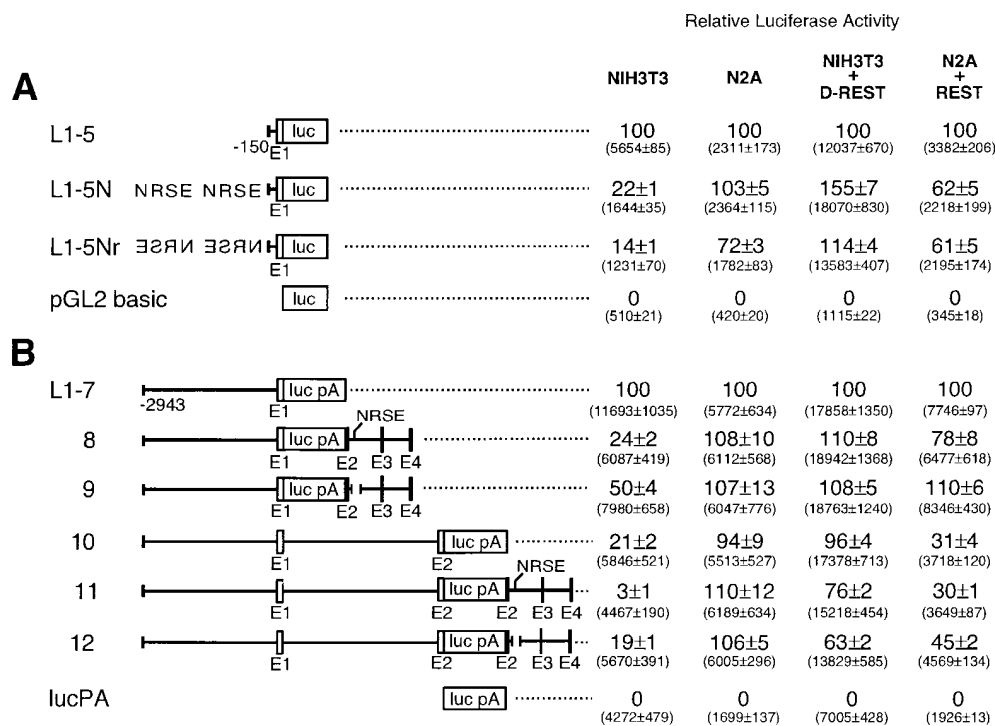 Relative Luciferase Activity
NIH3T3 N2A NIH3T3 + D-REST N2A + REST
A
L1-5 luc 100 100 100 100
-150 E1 (5654±85) (2311±173) (12037±670) (3382±206)
L1-5N NRSE NRSE luc 22±1 103±5 155±7 62±5
E1 (1644±35) (2364±115) (18070±830) (2218±199)
L1-5Nr NRSE NRSE luc 14±1 72±3 114±4 61±5
E1 (1231±70) (1782±83) (13583±407) (2195±174)
pGL2 basic luc 0 0 0 0
(510±21) (420±20) (1115±22) (345±18)
B
L1-7 luc pA 100 100 100 100
-2943 E1 (11693±1035) (5772±634) (17858±1350) (7746±97)
NRSE
8 luc pA 24±2 108±10 110±8 78±8
E1 E2 E3 E4 (6087±419) (6112±568) (18942±1368) (6477±618)
9 luc pA 50±4 107±13 108±5 110±6
E1 E2 E3 E4 (7980±658) (6047±776) (18763±1240) (8346±430)
10 luc pA 21±2 94±9 96±4 31±4
E1 E2 (5846±521) (5513±527) (17378±713) (3718±120)
NRSE
11 luc pA 3±1 110±12 76±2 30±1
E1 E2 E2 E3 E4 (4467±190) (6189±634) (15218±454) (3649±87)
12 luc pA 19±1 106±5 63±2 45±2
E1 E2 E2 E3 E4 (5670±391) (6005±296) (13829±585) (4569±134)
lucPA luc pA 0 0 0 0
(4272±479) (1699±137) (7005±428) (1926±13)